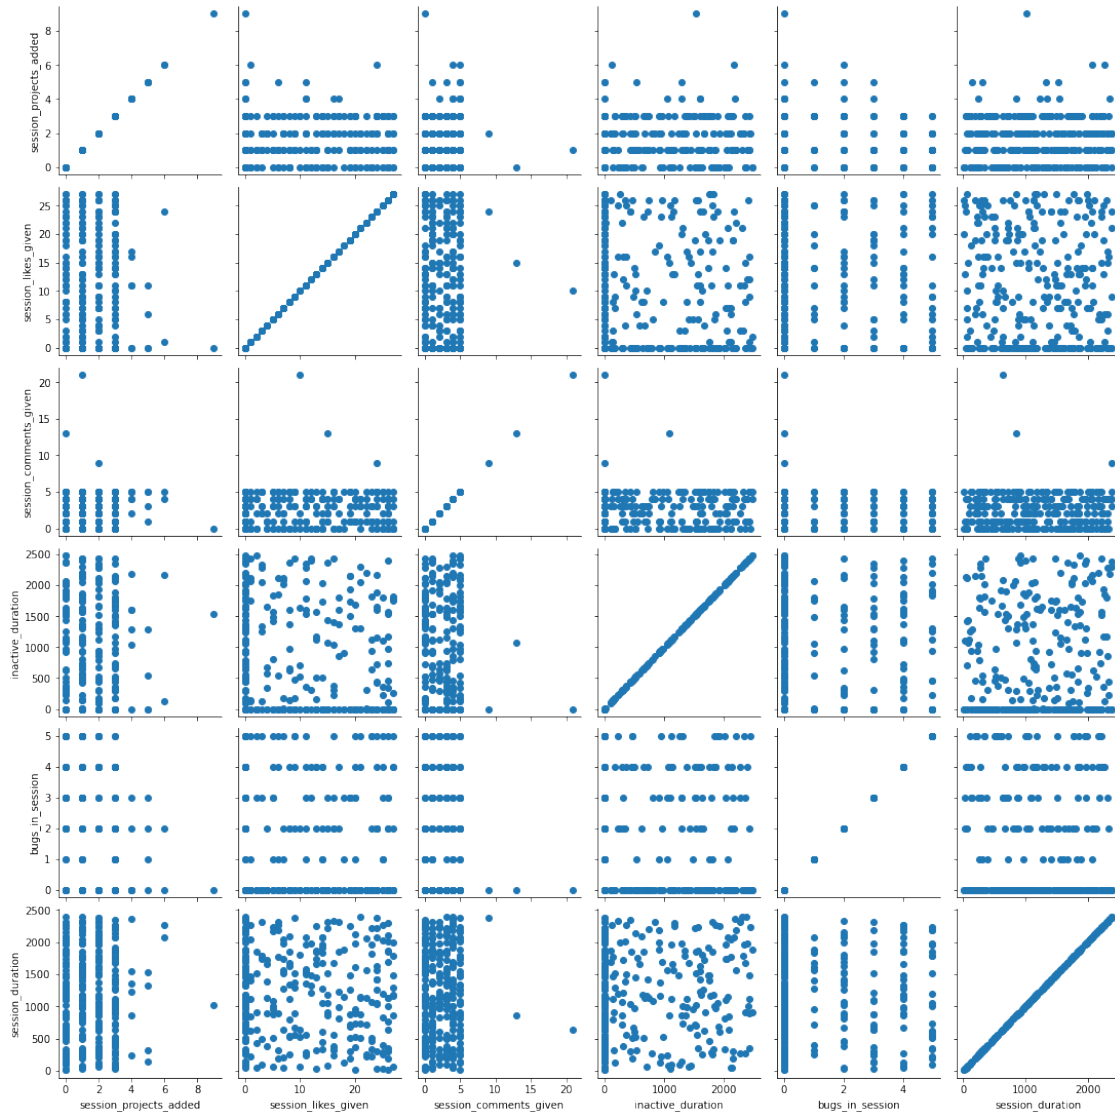 8
6
4
2
0
session_projects_added
25
20
15
10
5
0
session_likes_given
20
15
10
5
0
session_comments_given
2500
2000
1500
1000
500
0
inactive_duration
5
4
3
2
1
0
bugs_in_session
2500
2000
1500
1000
500
0
session_duration
0 2 4 6 8
0 10 20
0 5 10 15 20
0 1000 2000
0 2 4
0 1000 2000
session_projects_added session_likes_given session_comments_given inactive_duration bugs_in_session session_duration